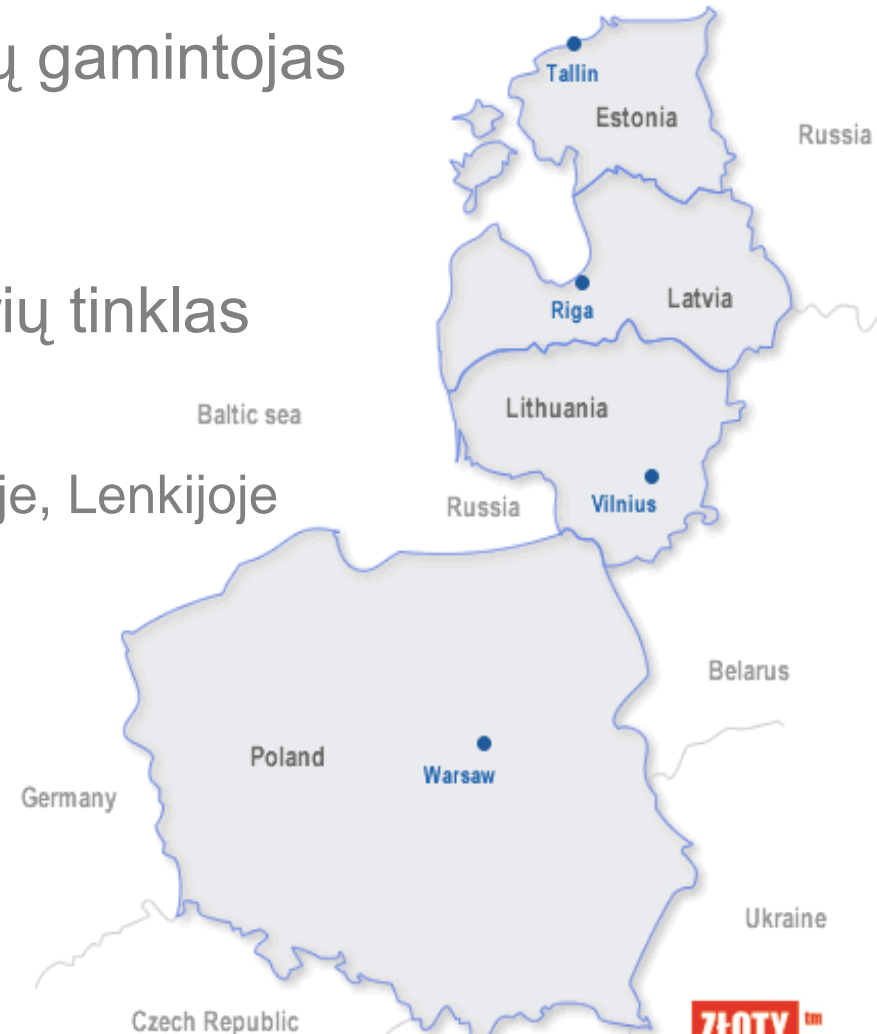 ų gamintojas
Tallin
Estonia
Russia
Riga
Latvia
ių tinklas
Lithuania
Baltic sea
je, Lenkijoje
Russia
Vilnius
Belarus
Poland
Warsaw
Germany
Ukraine
Czech Republic
ZŁOTY tm